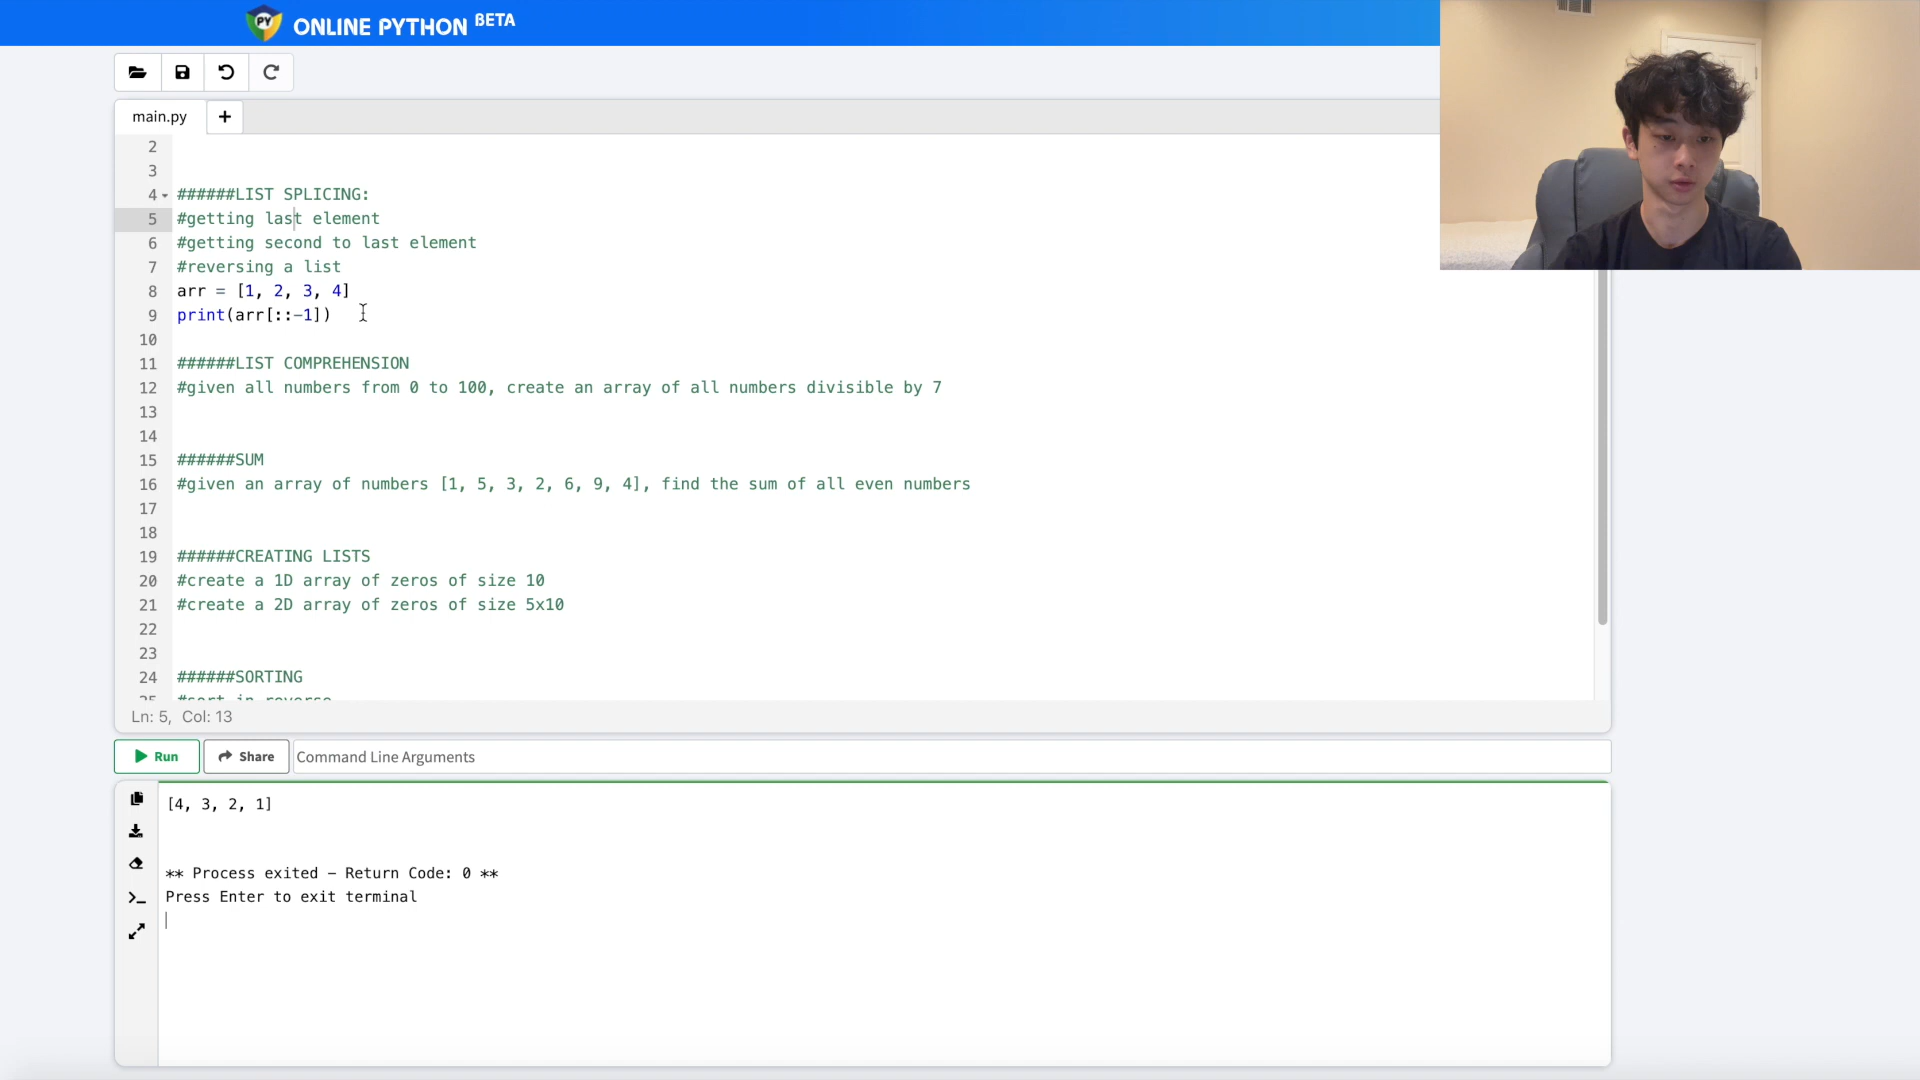 PY ONLINE PYTHON BETA
main.py +
2
3
4 ######LIST SPLICING:
5 #getting last element
6 #getting second to last element
7 #reversing a list
8 arr = [1, 2, 3, 4]
9 print(arr[::-1])
10
11 ######LIST COMPREHENSION
12 #given all numbers from 0 to 100, create an array of all numbers divisible by 7
13
14
15 ######SUM
16 #given an array of numbers [1, 5, 3, 2, 6, 9, 4], find the sum of all even numbers
17
18
19 ######CREATING LISTS
20 #create a 1D array of zeros of size 10
21 #create a 2D array of zeros of size 5x10
22
23
24 ######SORTING
25 #sort in reverse
Ln: 5, Col: 13
Run Share Command Line Arguments
[4, 3, 2, 1]
** Process exited - Return Code: 0 **
Press Enter to exit terminal